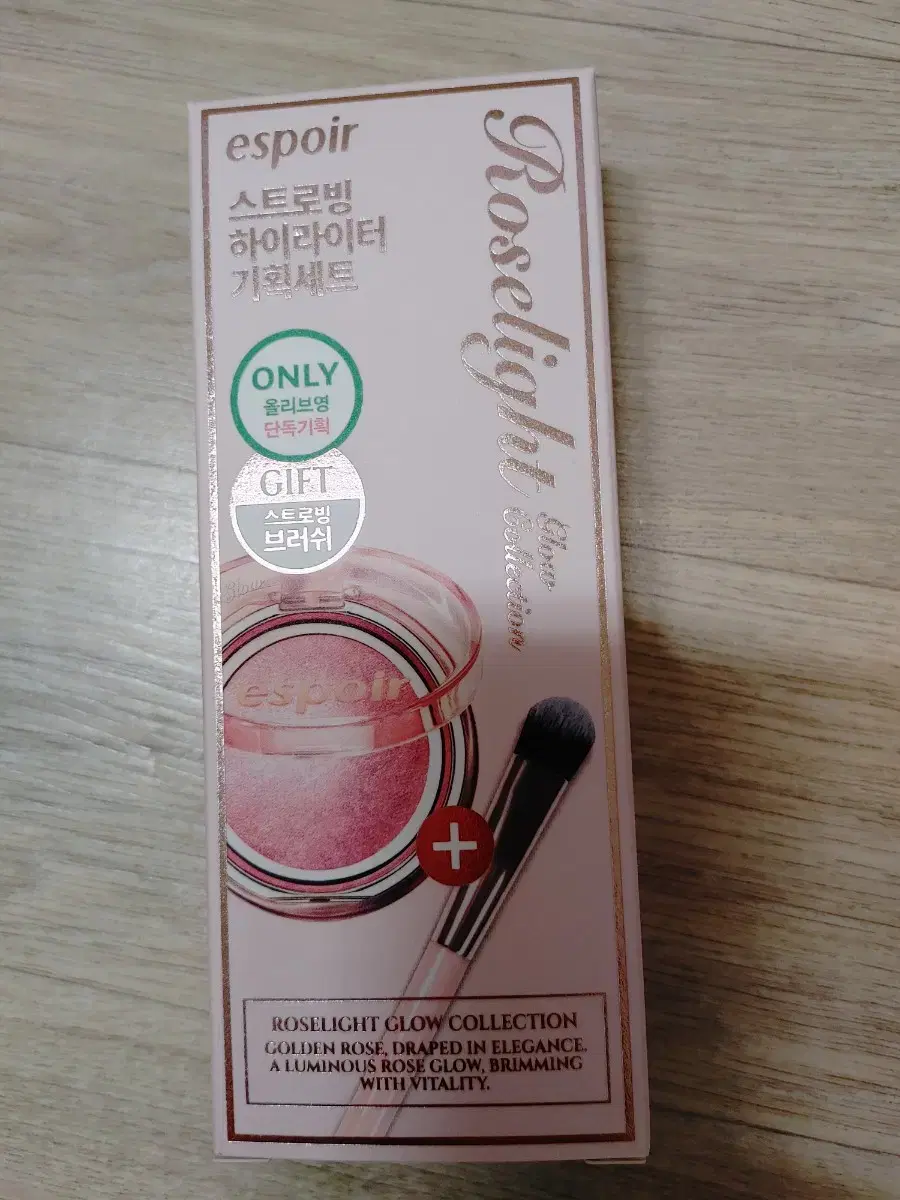 espoir
스트로빙
하이라이터
기획세트
Roselight
Glow
Collection
ONLY
올리브영
단독기획
GIFT
스트로빙
브러쉬
Glow
espoir
+
ROSELIGHT GLOW COLLECTION
GOLDEN ROSE, DRAPED IN ELEGANCE.
A LUMINOUS ROSE GLOW, BRIMMING
WITH VITALITY.